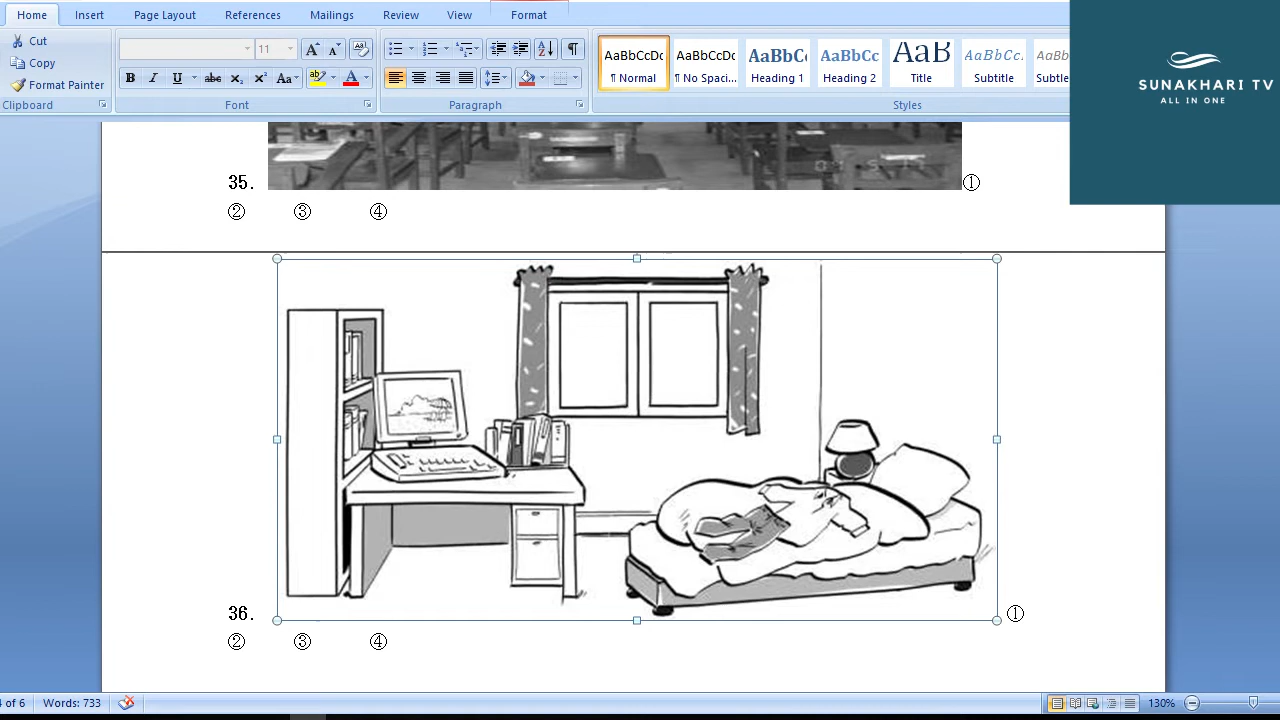 Home Insert Page Layout References Mailings Review View Format
Cut
Copy
Format Painter
Clipboard
11
Font
Paragraph
AaBbCcDc AaBbCcDc AaBbC AaBbCc AaB AaBbCc.
¶ Normal ¶ No Spaci... Heading 1 Heading 2 Title Subtitle Subtle
Styles
SUNAKHARI TV
ALL IN ONE
35. ①
② ③ ④
36. ①
② ③ ④
4 of 6 Words: 733 130%